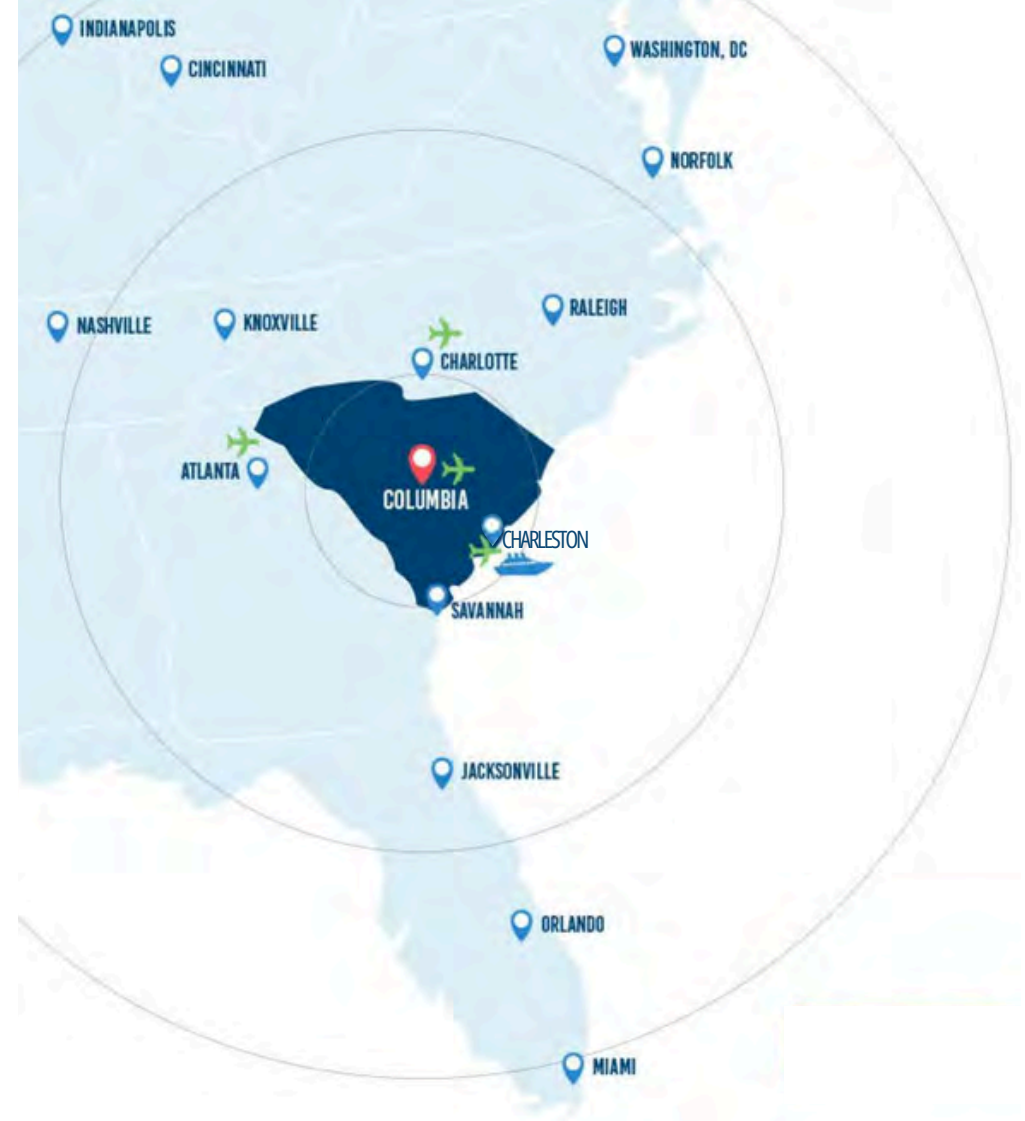 INDIANAPOLIS
CINCINNATI
WASHINGTON, DC
NORFOLK
RALEIGH
NASHVILLE
KNOXVILLE
CHARLOTTE
ATLANTA
COLUMBIA
CHARLESTON
SAVANNAH
JACKSONVILLE
ORLANDO
MIAMI